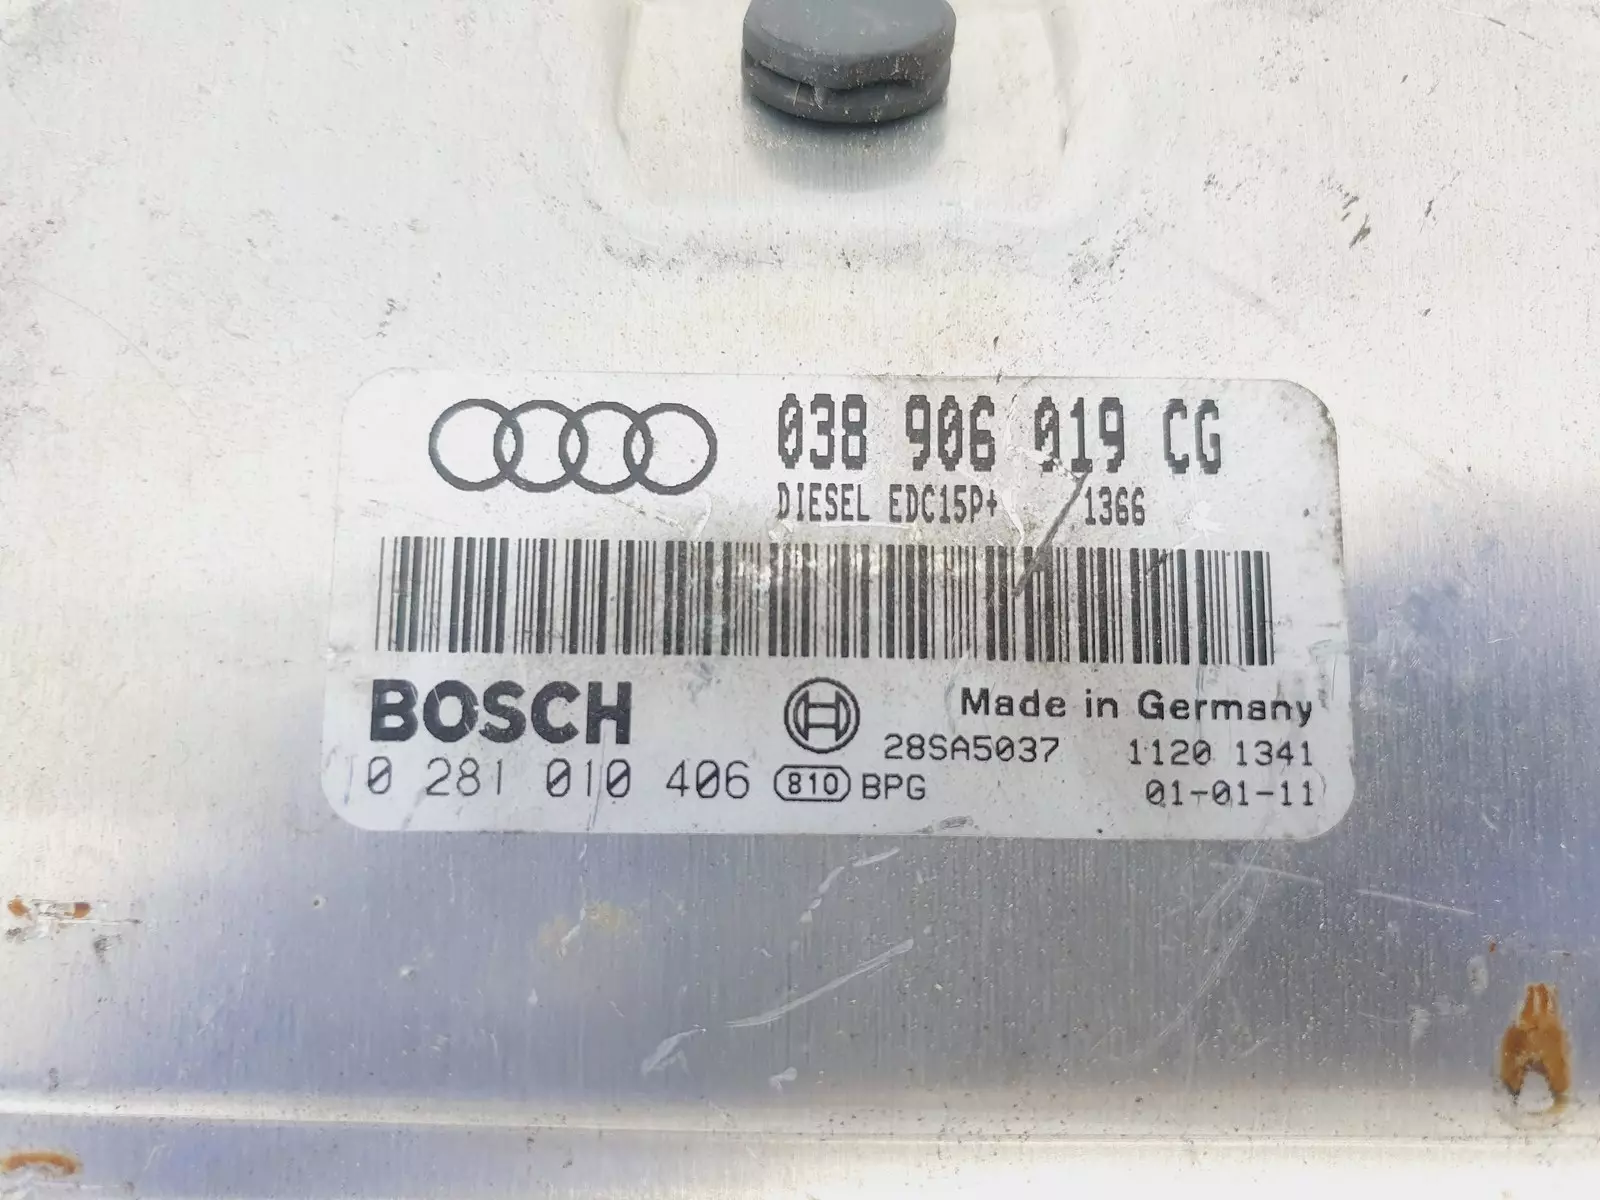 038 906 019 CG
DIESEL EDC15P+ 1366
BOSCH
Made in Germany
28SA5037 1120 1341
0 281 010 406 810 BPG 01-01-11